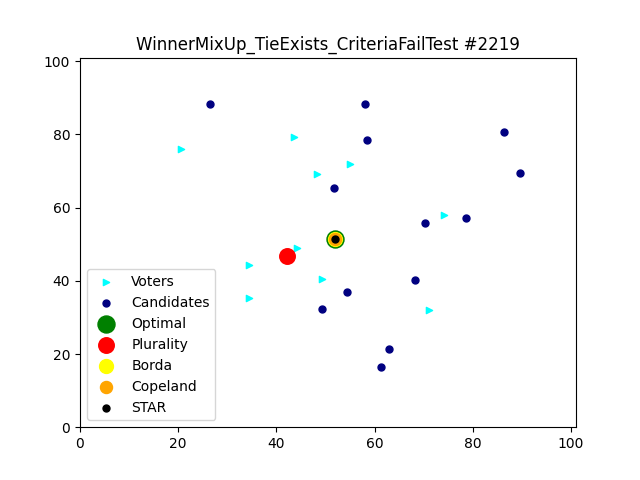 WinnerMixUp_TieExists_CriteriaFailTest #2219
100
80
60
40
20
0
Voters
Candidates
Optimal
Plurality
Borda
Copeland
STAR
0 20 40 60 80 100